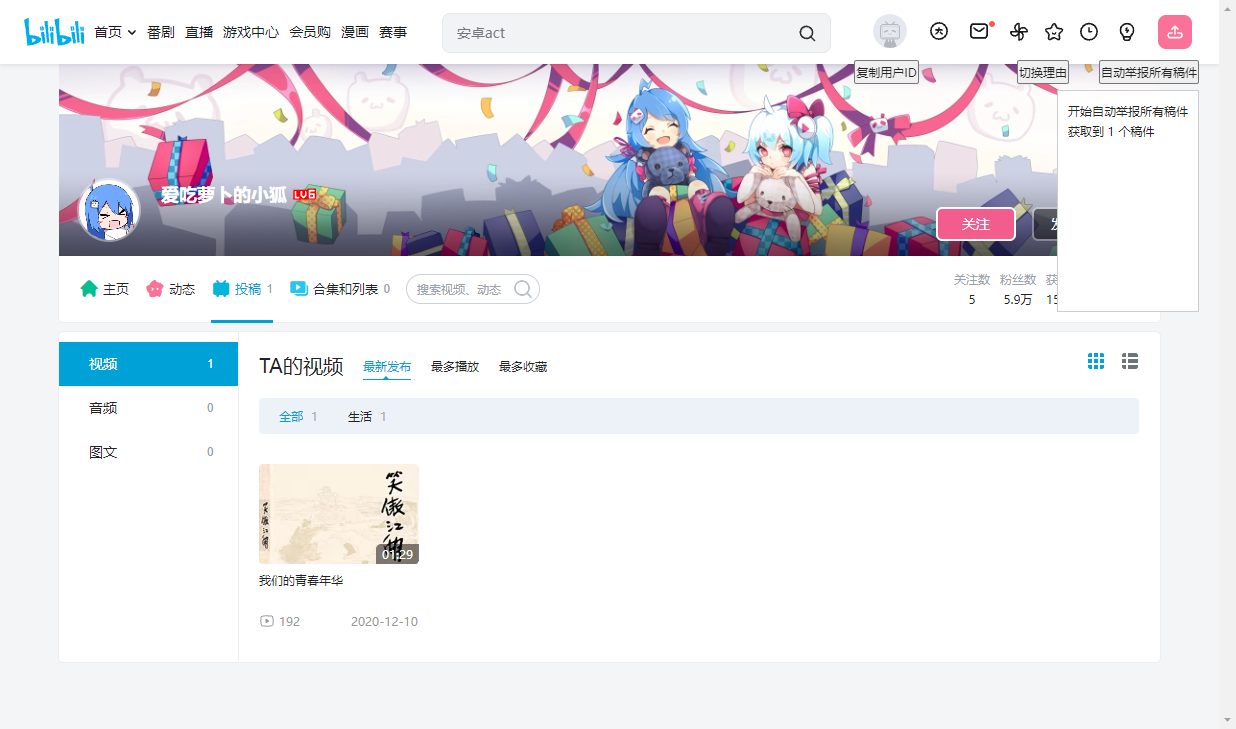 bilibili 首页 番剧 直播 游戏中心 会员购 漫画 赛事 安卓act
复制用户ID 切换理由 自动举报所有稿件
开始自动举报所有稿件
获取到 1 个稿件
爱吃萝卜的小狐 LV6
关注
主页 动态 投稿 1 合集和列表 0 搜索视频、动态
关注数 粉丝数 获
5 5.9万 15
视频 1
音频 0
图文 0
TA的视频 最新发布 最多播放 最多收藏
全部 1 生活 1
笑傲江湖
笑傲江湖
01:29
我们的青春年华
192 2020-12-10